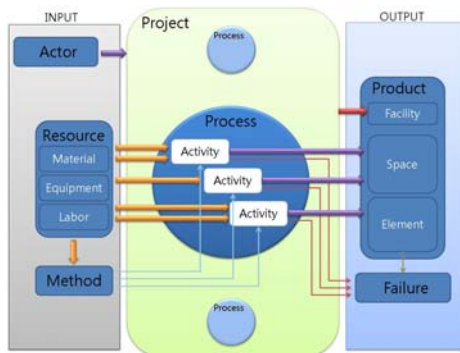 INPUT
Actor
Resource
Material
Equipment
Labor
Method
Project
Process
Process
Activity
Activity
Activity
Process
OUTPUT
Product
Facility
Space
Element
Failure